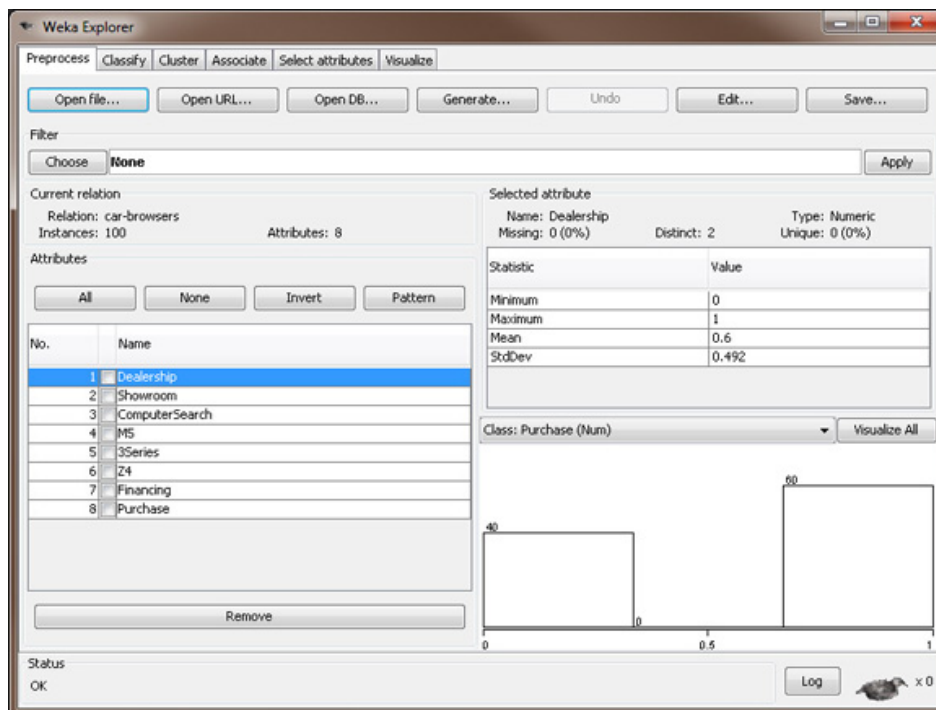 Weka Explorer
Preprocess Classify Cluster Associate Select attributes Visualize
Open file... Open URL... Open DB... Generate... Undo Edit... Save...
Filter
Choose None Apply
Current relation
Relation: car-browsers
Instances: 100 Attributes: 8
Attributes
All None Invert Pattern
No. Name
1 Dealership
2 Showroom
3 ComputerSearch
4 M5
5 3Series
6 Z4
7 Financing
8 Purchase
Remove
Selected attribute
Name: Dealership Type: Numeric
Missing: 0 (0%) Distinct: 2 Unique: 0 (0%)
Statistic Value
Minimum 0
Maximum 1
Mean 0.6
StdDev 0.492
Class: Purchase (Num) Visualize All
60
40
0
0 0.5 1
Status
OK
Log x 0